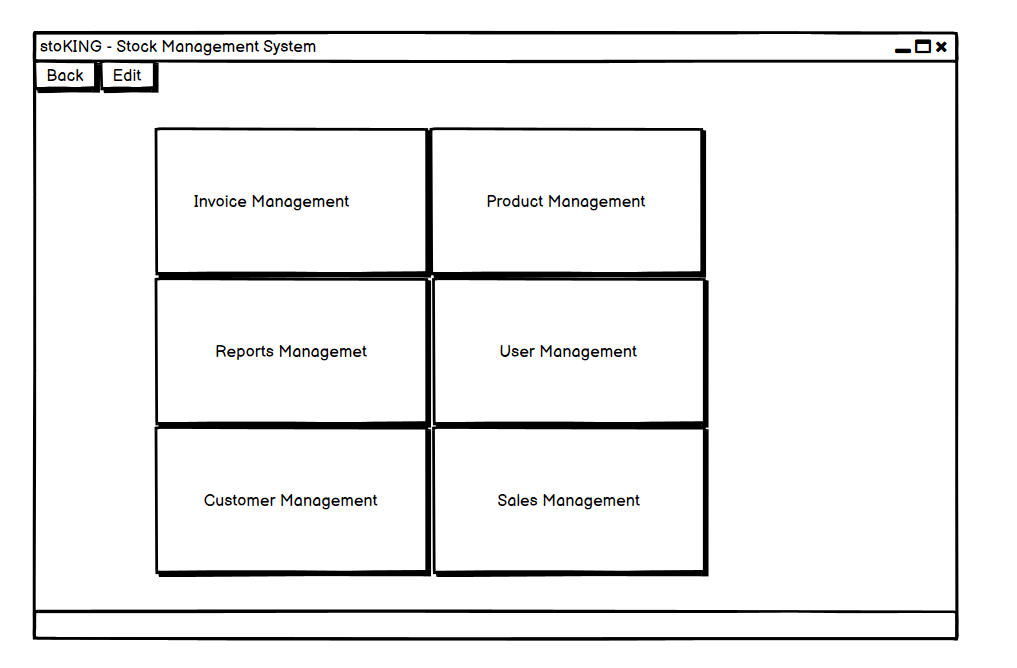 stoKING - Stock Management System
Back Edit
Invoice Management Product Management
Reports Managemet User Management
Customer Management Sales Management